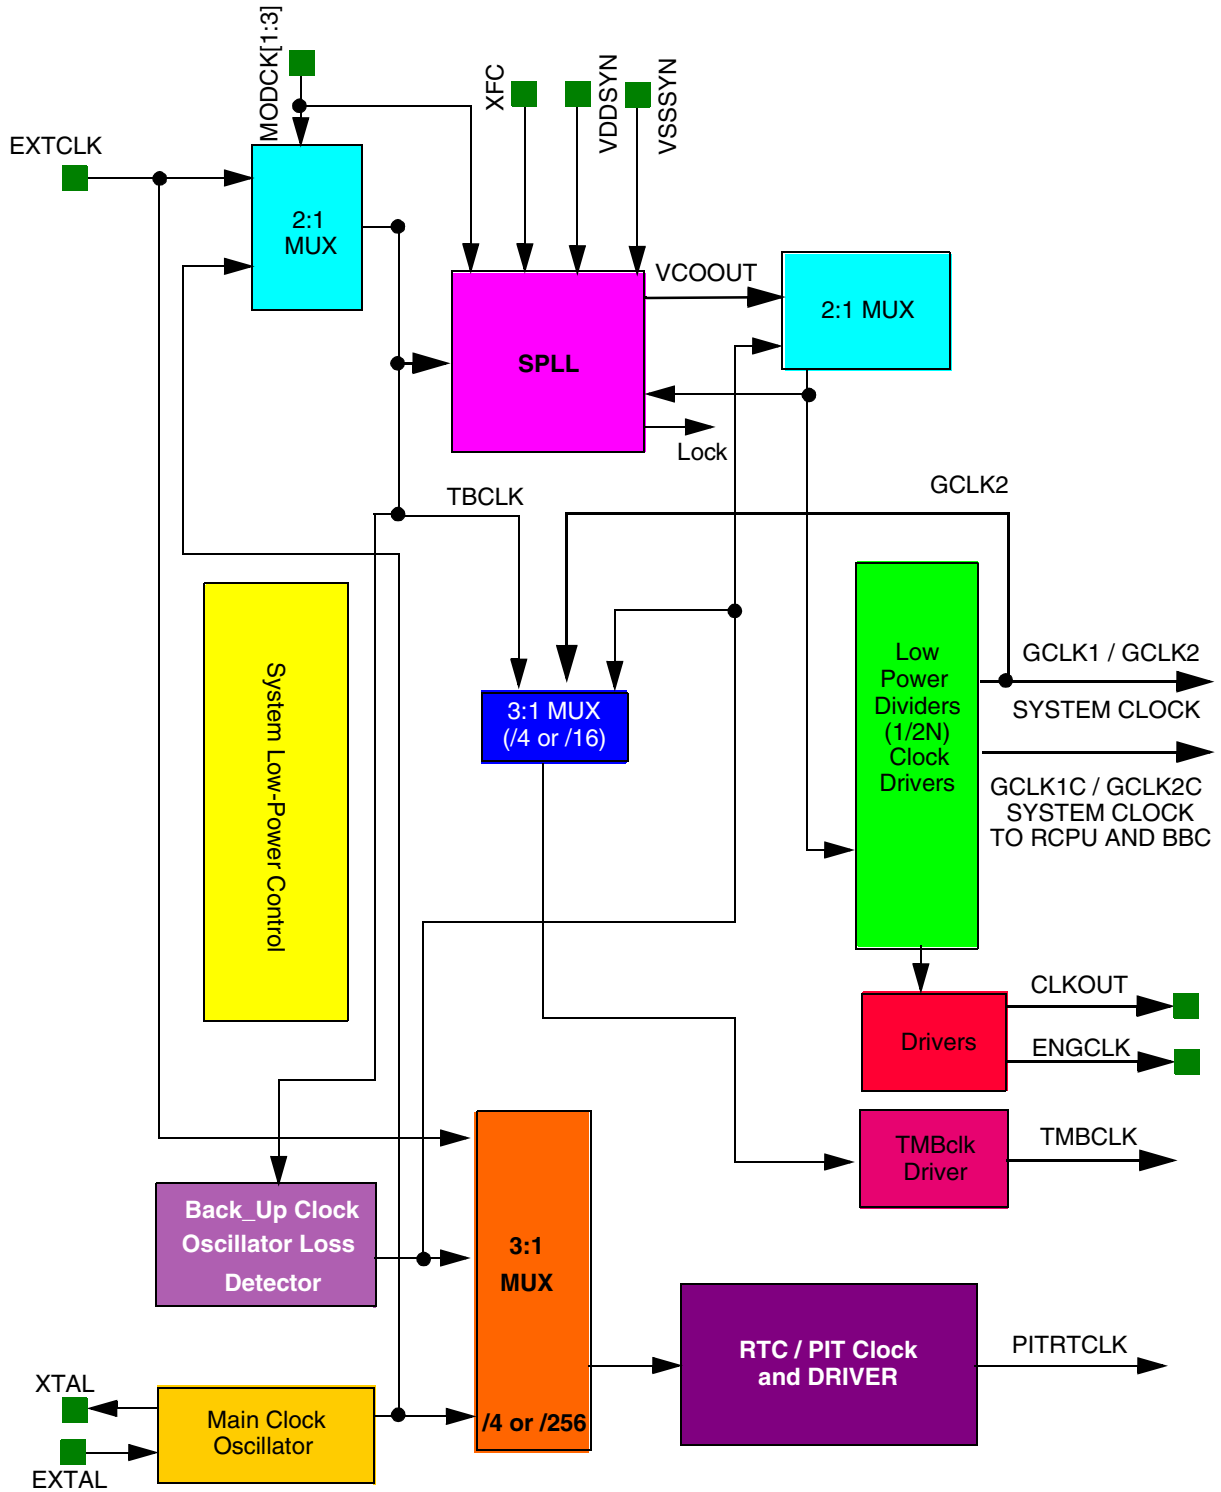 MODCK[1:3]
XFC
VDDSYN
VSSSYN
EXTCLK
2:1
MUX
VCOOUT
2:1 MUX
SPLL
Lock
TBCLK
GCLK2
System Low-Power Control
3:1 MUX
(/4 or /16)
Low
Power
Dividers
(1/2N)
Clock
Drivers
GCLK1 / GCLK2
SYSTEM CLOCK
GCLK1C / GCLK2C
SYSTEM CLOCK
TO RCPU AND BBC
Drivers
CLKOUT
ENGCLK
TMBclk
Driver
TMBCLK
Back_Up Clock
Oscillator Loss
Detector
3:1
MUX
/4 or /256
RTC / PIT Clock
and DRIVER
PITRTCLK
XTAL
Main Clock
Oscillator
EXTAL